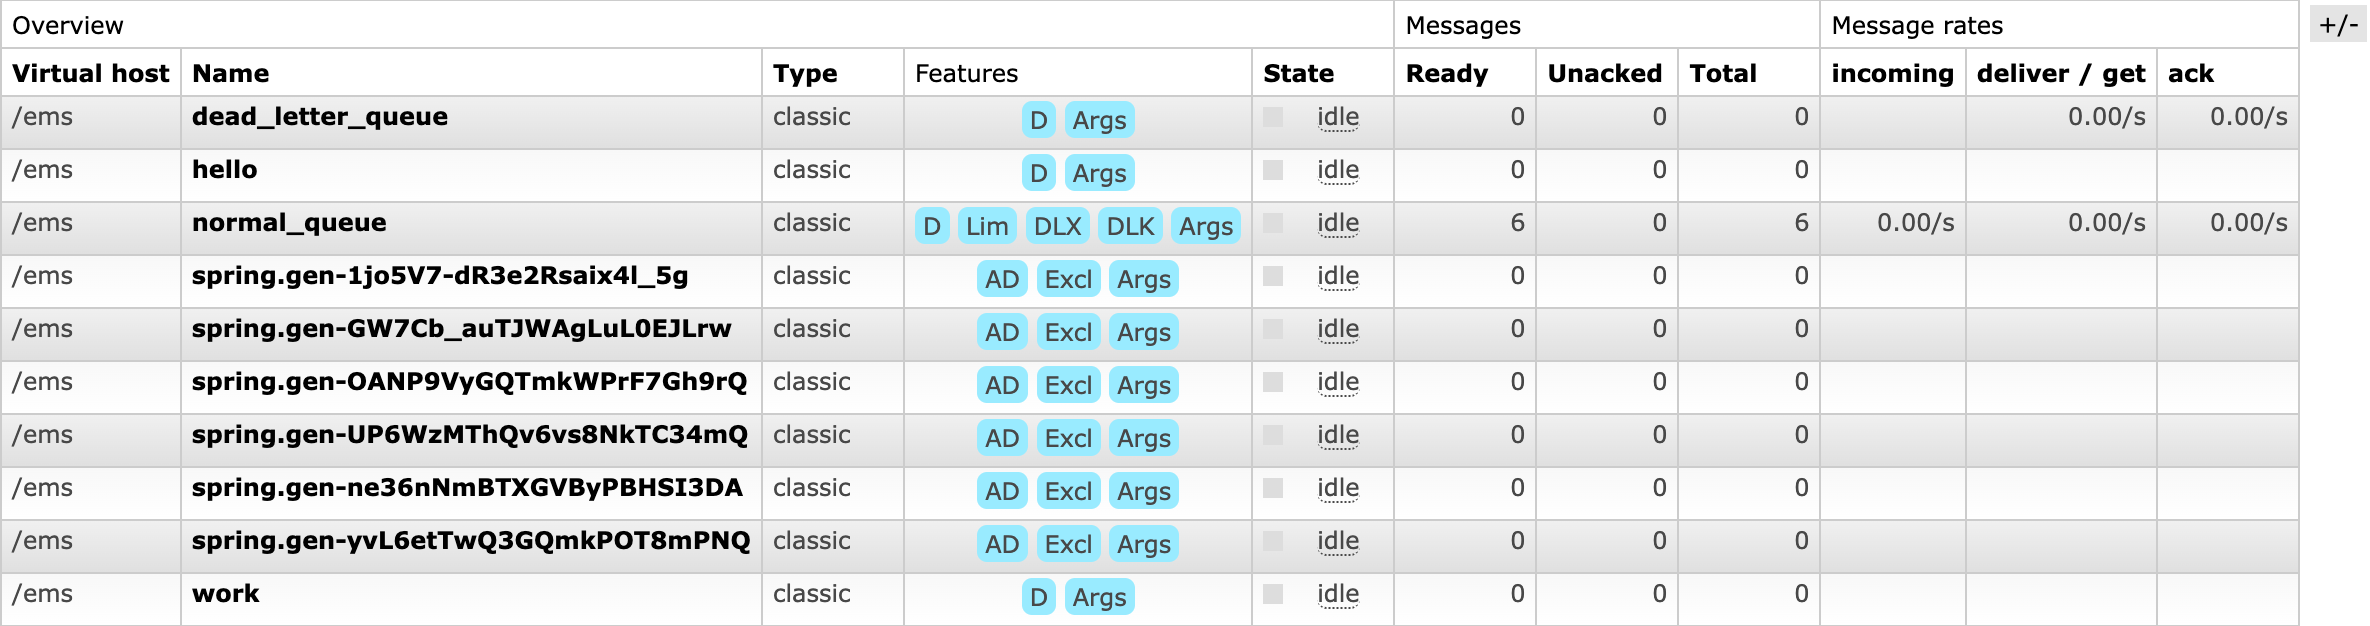 Overview Messages Message rates +/-
Virtual host Name Type Features State Ready Unacked Total incoming deliver / get ack
/ems dead_letter_queue classic D Args idle 0 0 0 0.00/s 0.00/s
/ems hello classic D Args idle 0 0 0
/ems normal_queue classic D Lim DLX DLK Args idle 6 0 6 0.00/s 0.00/s 0.00/s
/ems spring.gen-1jo5V7-dR3e2Rsaix4l_5g classic AD Excl Args idle 0 0 0
/ems spring.gen-GW7Cb_auTJWAgLuL0EJLrw classic AD Excl Args idle 0 0 0
/ems spring.gen-OANP9VyGQTmkWPrF7Gh9rQ classic AD Excl Args idle 0 0 0
/ems spring.gen-UP6WzMThQv6vs8NkTC34mQ classic AD Excl Args idle 0 0 0
/ems spring.gen-ne36nNmBTXGVByPBHSI3DA classic AD Excl Args idle 0 0 0
/ems spring.gen-yvL6etTwQ3GQmkPOT8mPNQ classic AD Excl Args idle 0 0 0
/ems work classic D Args idle 0 0 0